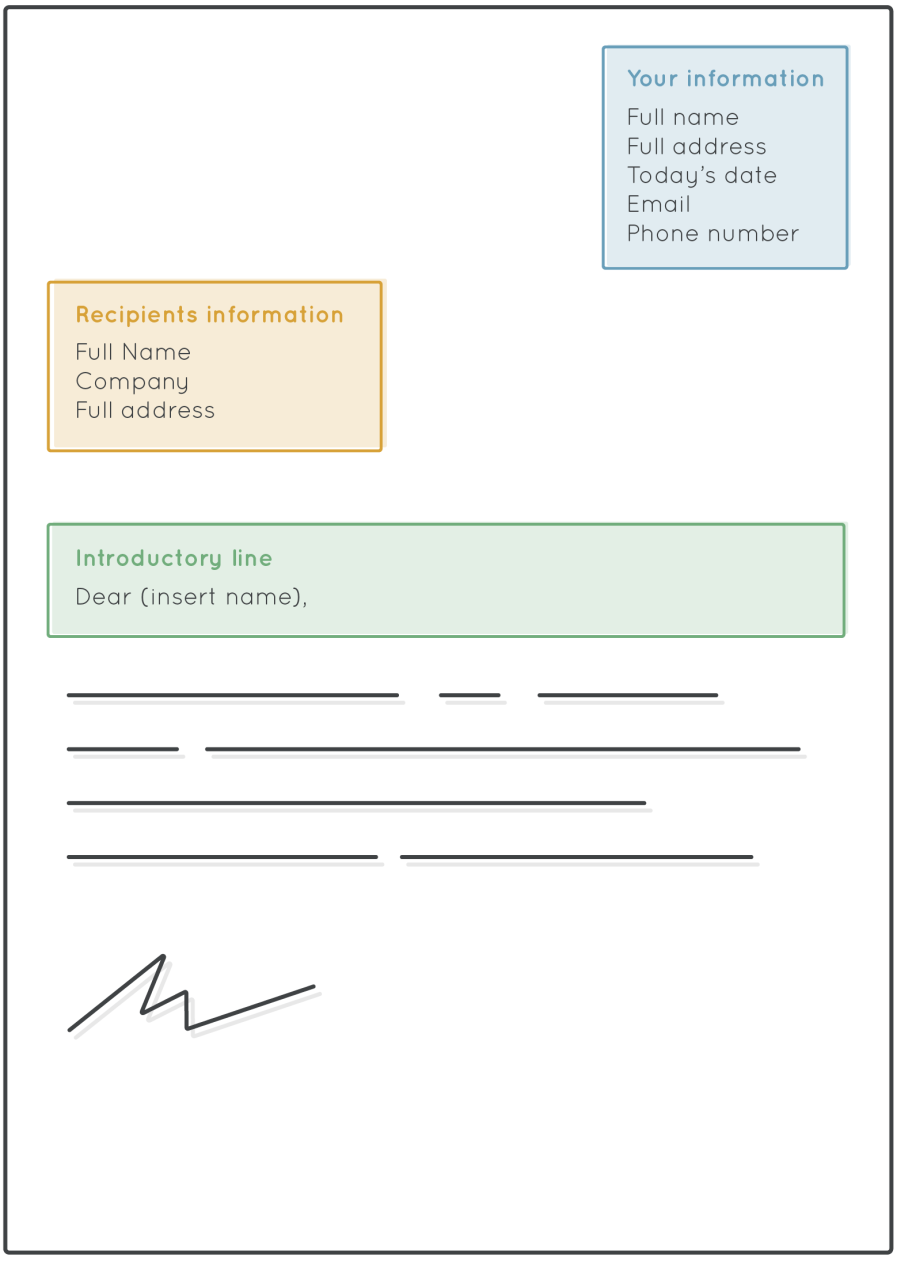 Your information
Full name
Full address
Today's date
Email
Phone number
Recipients information
Full Name
Company
Full address
Introductory line
Dear (insert name),